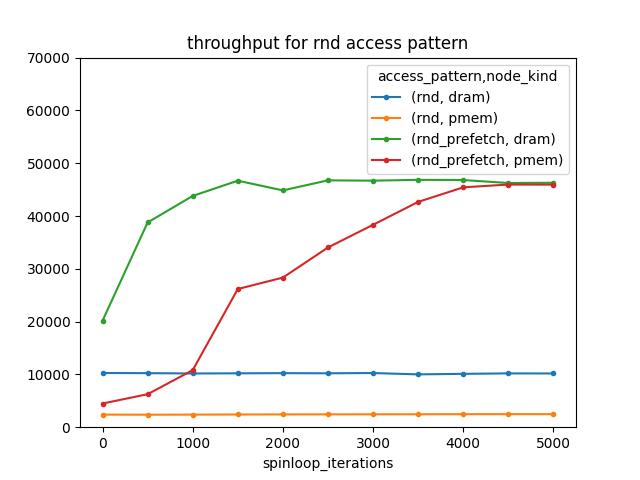 throughput for rnd access pattern
70000
60000
50000
40000
30000
20000
10000
0
access_pattern,node_kind
(rnd, dram)
(rnd, pmem)
(rnd_prefetch, dram)
(rnd_prefetch, pmem)
0 1000 2000 3000 4000 5000
spinloop_iterations